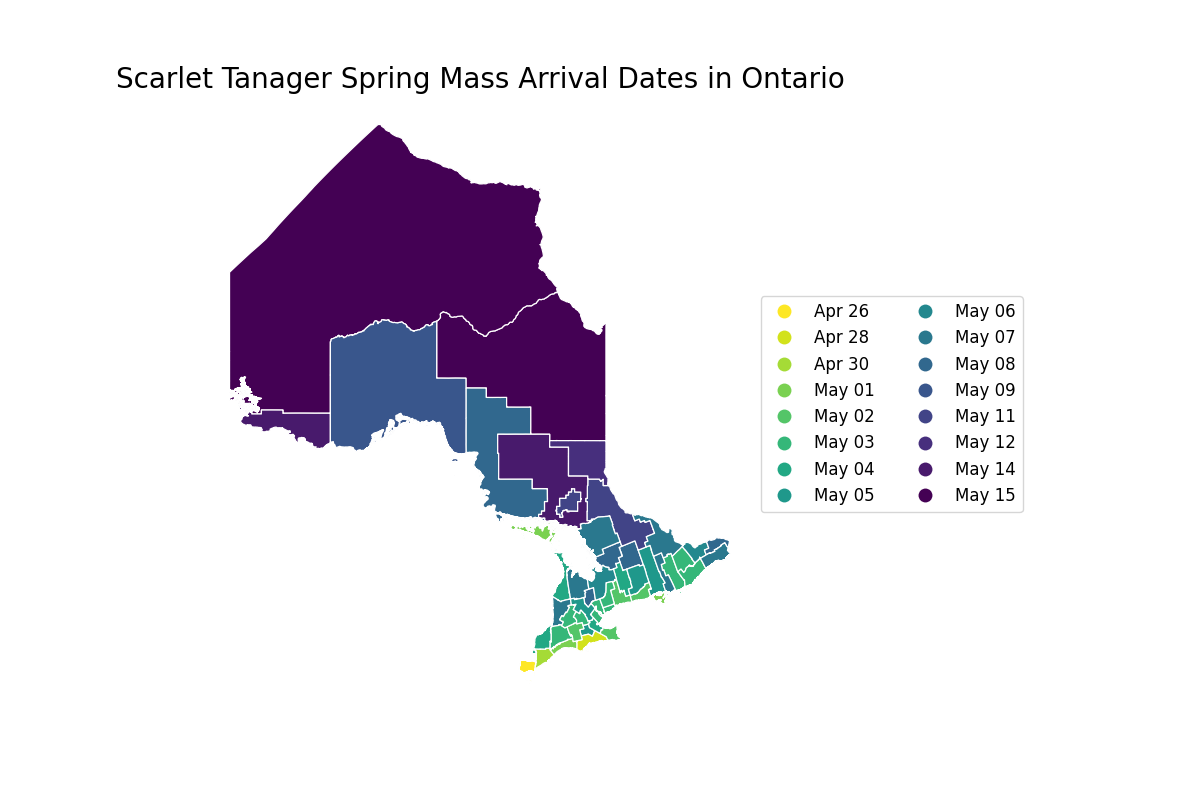 Scarlet Tanager Spring Mass Arrival Dates in Ontario
Apr 26
Apr 28
Apr 30
May 01
May 02
May 03
May 04
May 05
May 06
May 07
May 08
May 09
May 11
May 12
May 14
May 15